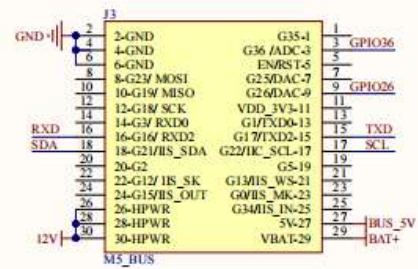 J3
GND 2 2-GND G35-1 1
4 4-GND G36 /ADC-3 3 GPIO36
6 6-GND EN/RST-5 5
8 8-G23/ MOSI G25/DAC-7 7
10 10-G19/ MISO G26/DAC-9 9 GPIO26
12 12-G18/ SCK VDD_3V3-11 11
14 14-G3/ RXD0 G1/TXD0-13 13
RXD 16 16-G16/ RXD2 G17/TXD2-15 15 TXD
SDA 18 18-G21/IIS_SDA G22/IIC_SCL-17 17 SCL
20 20-G2 G5-19 19
22 22-G12/ IIS_SK G13/IIS_WS-21 21
24 24-G15/IIS_OUT G0/IIS_MK-23 23
26 26-HPWR G34/IIS_IN-25 25
28 28-HPWR 5V-27 27 BUS_5V
12V 30 30-HPWR VBAT-29 29 BAT+
M5_BUS